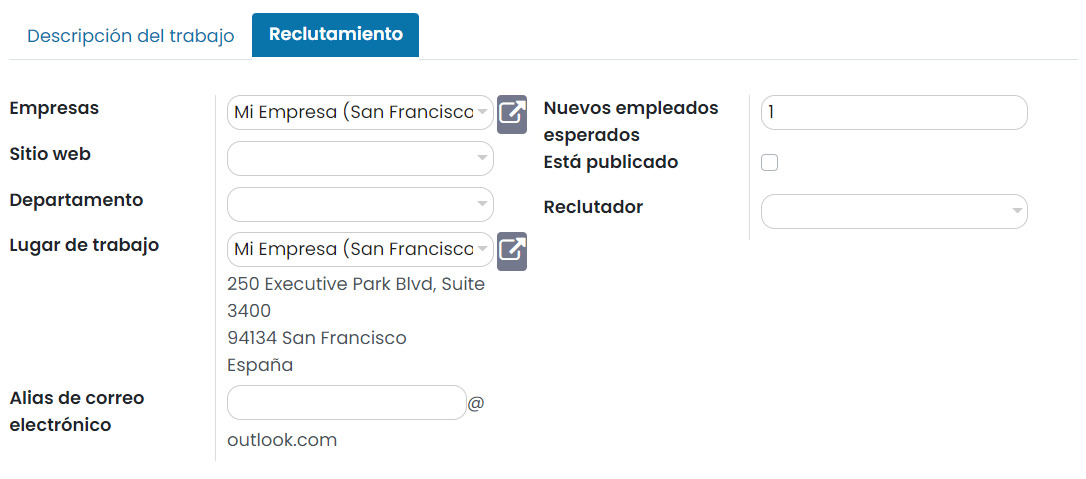 Descripción del trabajo
Reclutamiento
Empresas
Mi Empresa (San Francisco
Sitio web
Departamento
Lugar de trabajo
Mi Empresa (San Francisco
250 Executive Park Blvd, Suite
3400
94134 San Francisco
España
Alias de correo
electrónico
@
outlook.com
Nuevos empleados
esperados
1
Está publicado
Reclutador